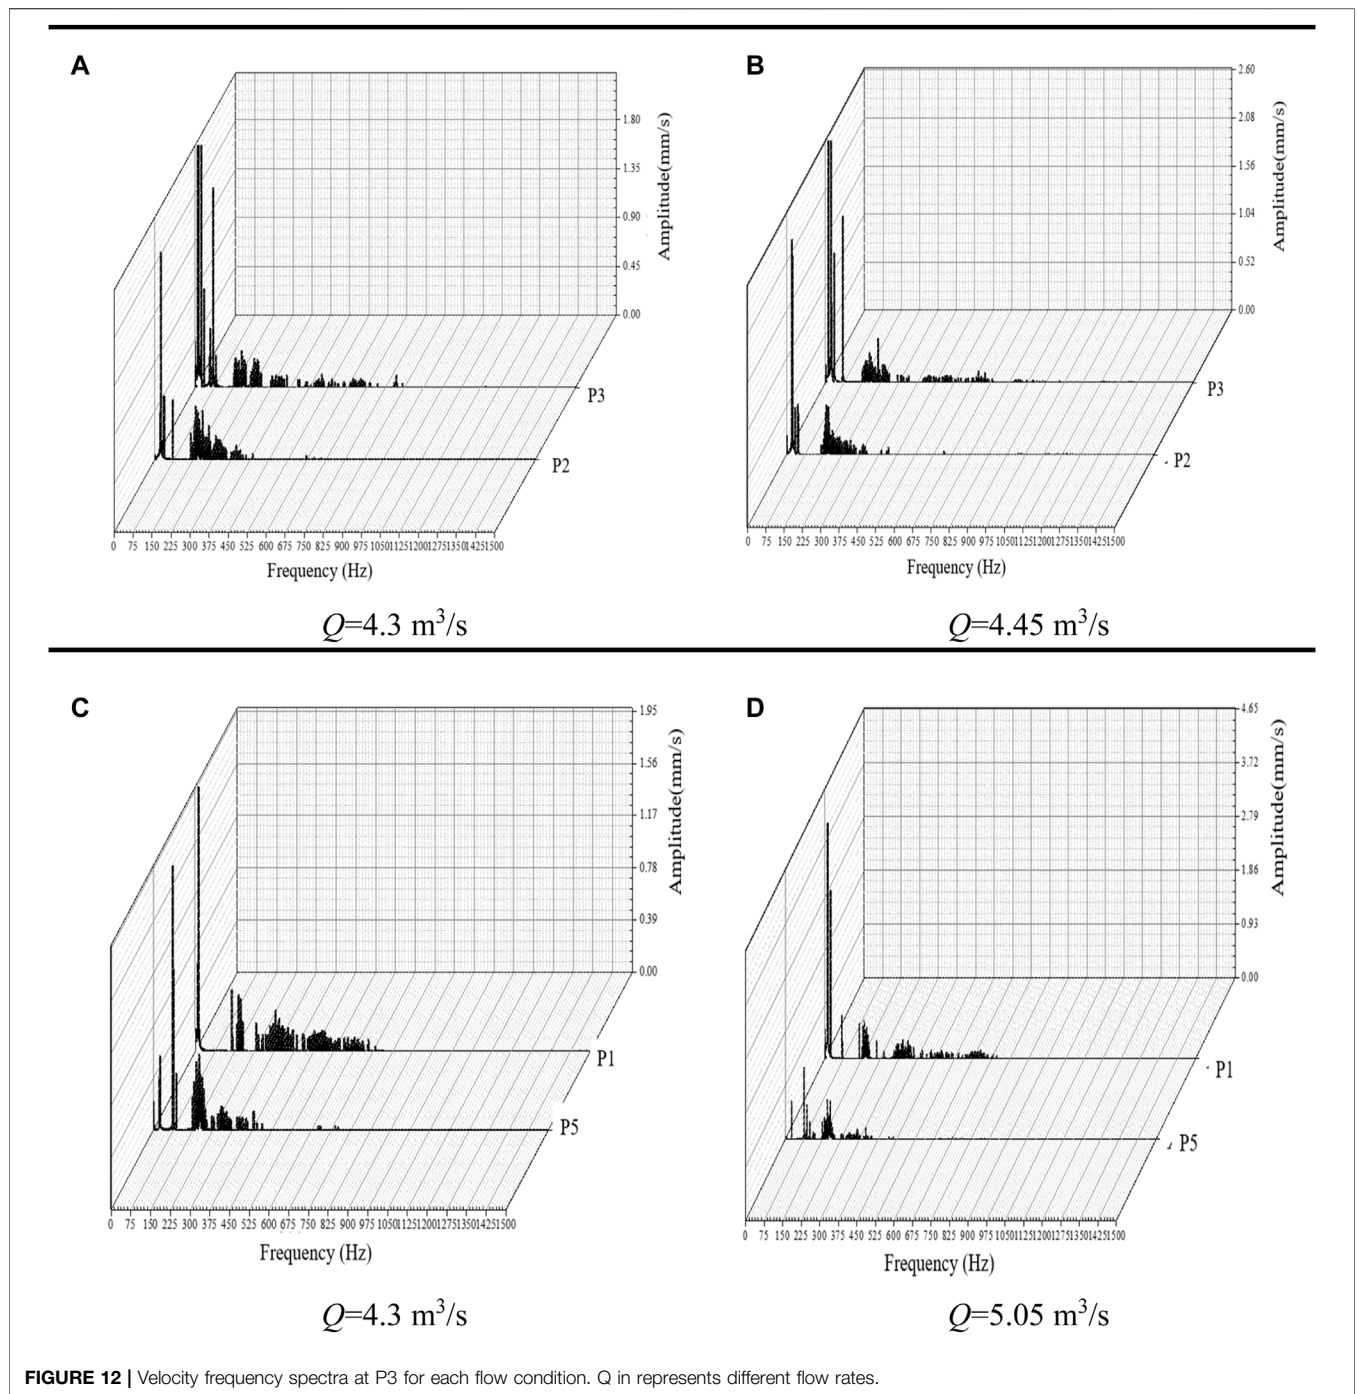 A
1.80
1.35
0.90
0.45
0.00
Amplitude(mm/s)
P3
P2
0 75 150 225 300 375 450 525 600 675 750 825 900 975 1050 1125 1200 1275 1350 1425 1500
Frequency (Hz)
Q=4.3 m³/s
B
2.60
2.08
1.56
1.04
0.52
0.00
Amplitude(mm/s)
P3
P2
0 75 150 225 300 375 450 525 600 675 750 825 900 975 1050 1125 1200 1275 1350 1425 1500
Frequency (Hz)
Q=4.45 m³/s
C
1.95
1.56
1.17
0.78
0.39
0.00
Amplitude(mm/s)
P1
P5
0 75 150 225 300 375 450 525 600 675 750 825 900 975 1050 1125 1200 1275 1350 1425 1500
Frequency (Hz)
Q=4.3 m³/s
D
4.65
3.72
2.79
1.86
0.93
0.00
Amplitude(mm/s)
P1
P5
0 75 150 225 300 375 450 525 600 675 750 825 900 975 1050 1125 1200 1275 1350 1425 1500
Frequency (Hz)
Q=5.05 m³/s
FIGURE 12 | Velocity frequency spectra at P3 for each flow condition. Q in represents different flow rates.